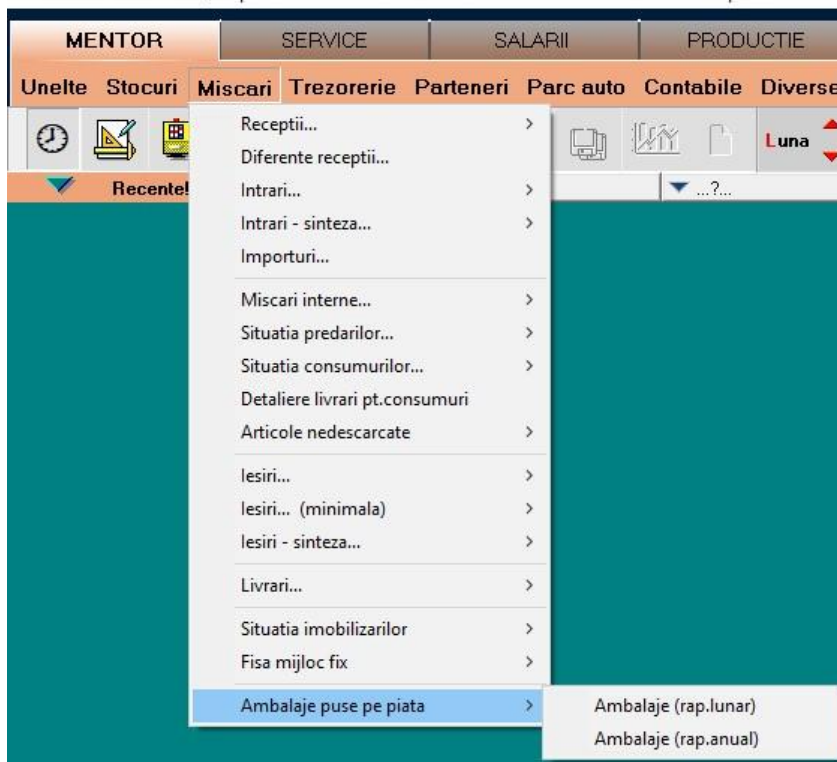 MENTOR SERVICE SALARII PRODUCTIE
Unelte Stocuri Miscari Trezorerie Parteneri Parc auto Contabile Diverse
Luna
Recente!
...?...
Receptii...
Diferente receptii...
Intrari...
Intrari - sinteza...
Importuri...
Miscari interne...
Situatia predarilor...
Situatia consumurilor...
Detaliere livrari pt.consumuri
Articole nedescarcate
Iesiri...
Iesiri... (minimala)
Iesiri - sinteza...
Livrari...
Situatia imobilizarilor
Fisa mijloc fix
Ambalaje puse pe piata
Ambalaje (rap.lunar)
Ambalaje (rap.anual)